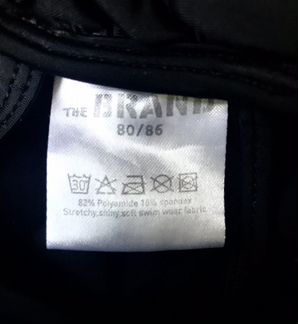 THE BRAND
80/86
30
82% Polyamide 18% spandex
Stretchy,shiny,soft swim wear fabric